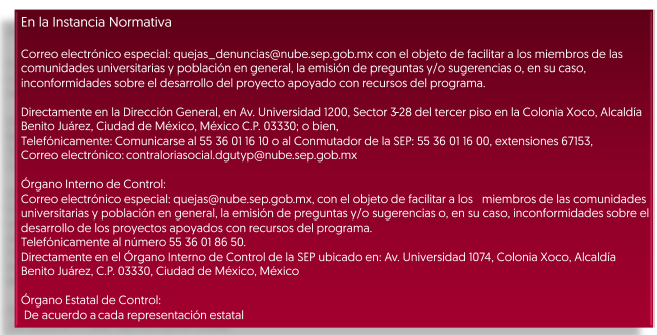 En la Instancia Normativa
Correo electrónico especial: quejas_denuncias@nube.sep.gob.mx con el objeto de facilitar a los miembros de las
comunidades universitarias y población en general, la emisión de preguntas y/o sugerencias o, en su caso,
inconformidades sobre el desarrollo del proyecto apoyado con recursos del programa.
Directamente en la Dirección General, en Av. Universidad 1200, Sector 3-28 del tercer piso en la Colonia Xoco, Alcaldía
Benito Juárez, Ciudad de México, México C.P. 03330; o bien,
Telefónicamente: Comunicarse al 55 36 01 16 10 o al Conmutador de la SEP: 55 36 01 16 00, extensiones 67153,
Correo electrónico: contraloriasocial.dgutyp@nube.sep.gob.mx
Órgano Interno de Control:
Correo electrónico especial: quejas@nube.sep.gob.mx, con el objeto de facilitar a los miembros de las comunidades
universitarias y población en general, la emisión de preguntas y/o sugerencias o, en su caso, inconformidades sobre el
desarrollo de los proyectos apoyados con recursos del programa.
Telefónicamente al número 55 36 01 86 50.
Directamente en el Órgano Interno de Control de la SEP ubicado en: Av. Universidad 1074, Colonia Xoco, Alcaldía
Benito Juárez, C.P. 03330, Ciudad de México, México
Órgano Estatal de Control:
De acuerdo a cada representación estatal